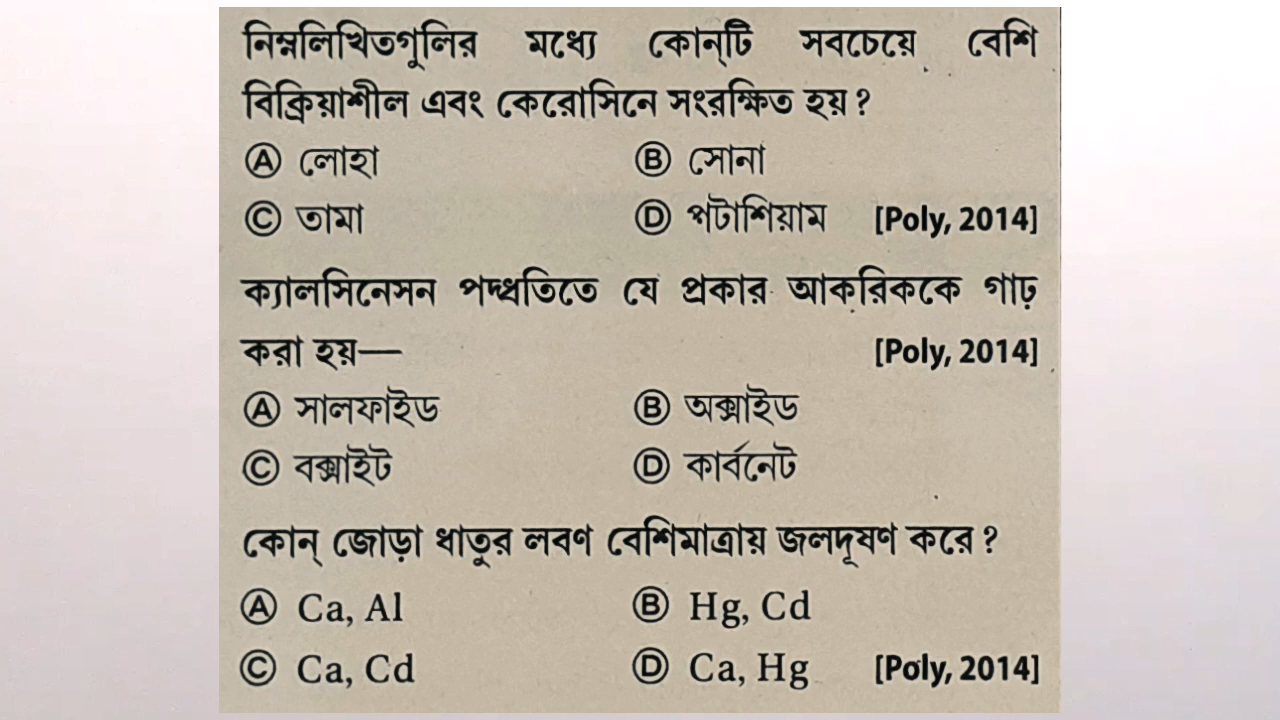 নিম্নলিখিতগুলির মধ্যে কোন্‌টি সবচেয়ে বেশি
বিক্রিয়াশীল এবং কেরোসিনে সংরক্ষিত হয়?
Ⓐ লোহা Ⓑ সোনা
Ⓒ তামা Ⓓ পটাশিয়াম [Poly, 2014]
ক্যালসিনেসন পদ্ধতিতে যে প্রকার আকরিককে গাঢ়
করা হয়— [Poly, 2014]
Ⓐ সালফাইড Ⓑ অক্সাইড
Ⓒ বক্সাইট Ⓓ কার্বনেট
কোন্ জোড়া ধাতুর লবণ বেশিমাত্রায় জলদূষণ করে?
Ⓐ Ca, Al Ⓑ Hg, Cd
Ⓒ Ca, Cd Ⓓ Ca, Hg [Poly, 2014]